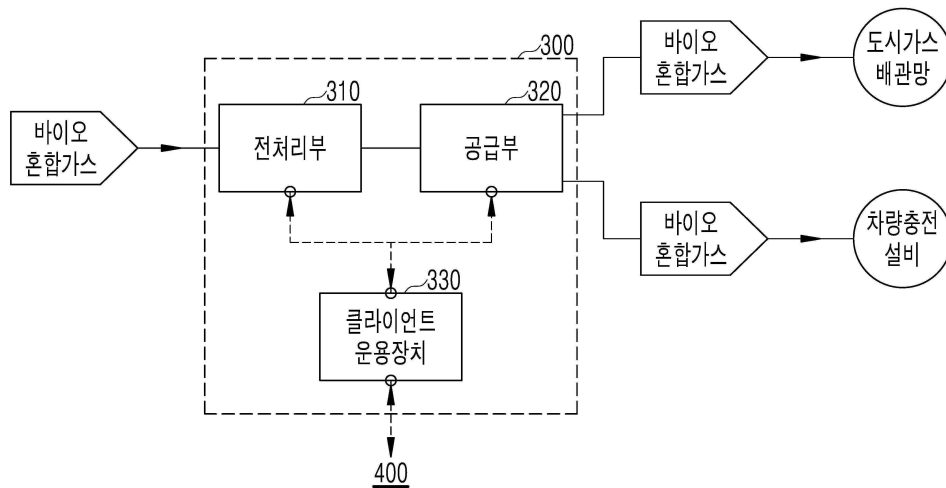 300
바이오
혼합가스
도시가스
배관망
310
320
바이오
혼합가스
전처리부
공급부
바이오
혼합가스
차량충전
설비
330
클라이언트
운용장치
400